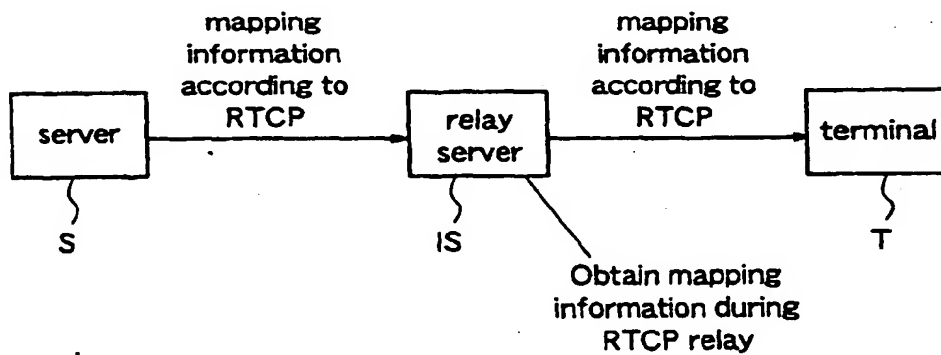 mapping
information
according to
RTCP
mapping
information
according to
RTCP
server
relay
server
terminal
S
IS
T
Obtain mapping
information during
RTCP relay